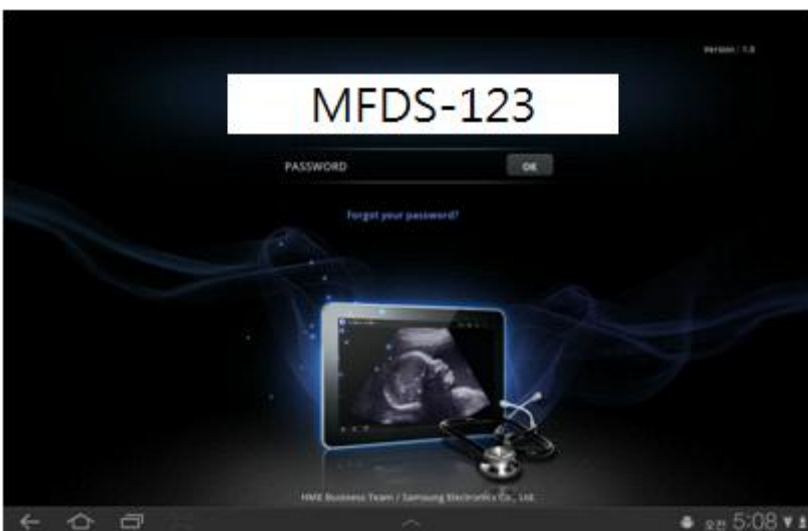 Version : 1.0
MFDS-123
PASSWORD
OK
Forgot your password?
HME Business Team / Samsung Electronics Co., Ltd.
오전 5:08